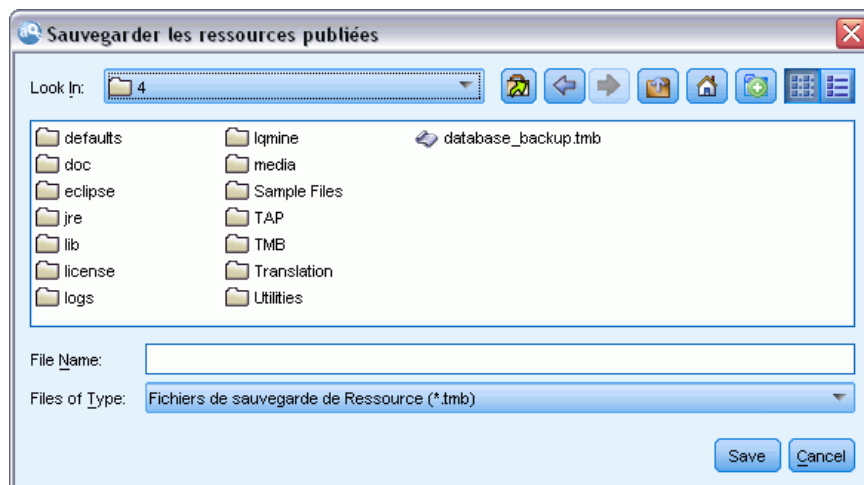 Sauvegarder les ressources publiées
Look In: 4
defaults lqmine database_backup.tmb
doc media
eclipse Sample Files
jre TAP
lib TMB
license Translation
logs Utilities
File Name:
Files of Type: Fichiers de sauvegarde de Ressource (*.tmb)
Save Cancel